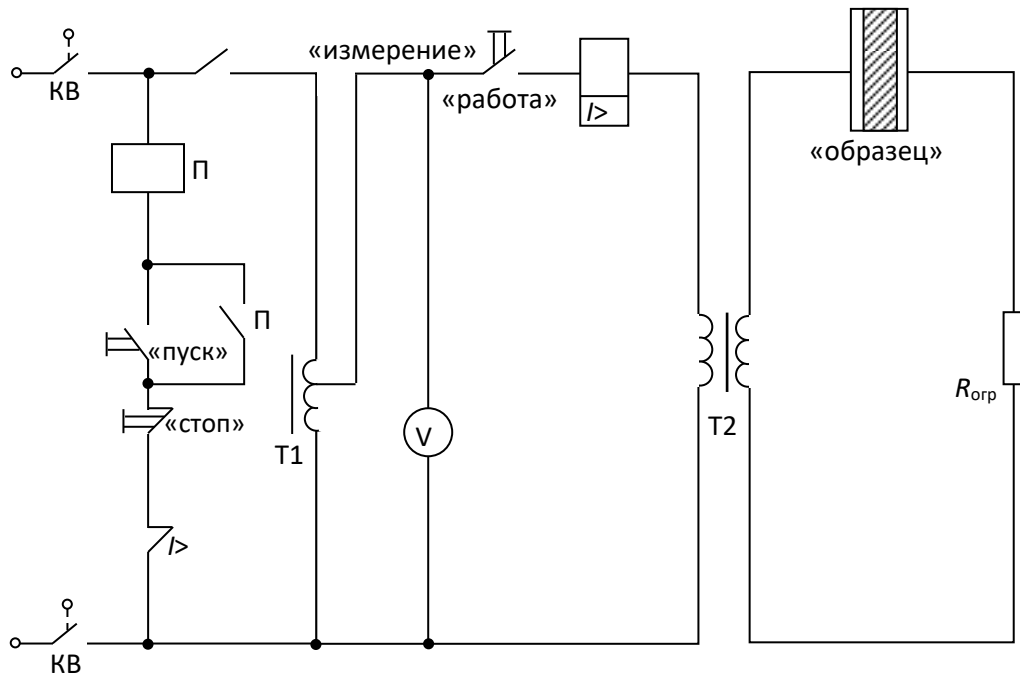 «измерение»
КВ
«работа»
I>
«образец»
П
П
«пуск»
«стоп»
Rогр
T1
V
T2
I>
КВ